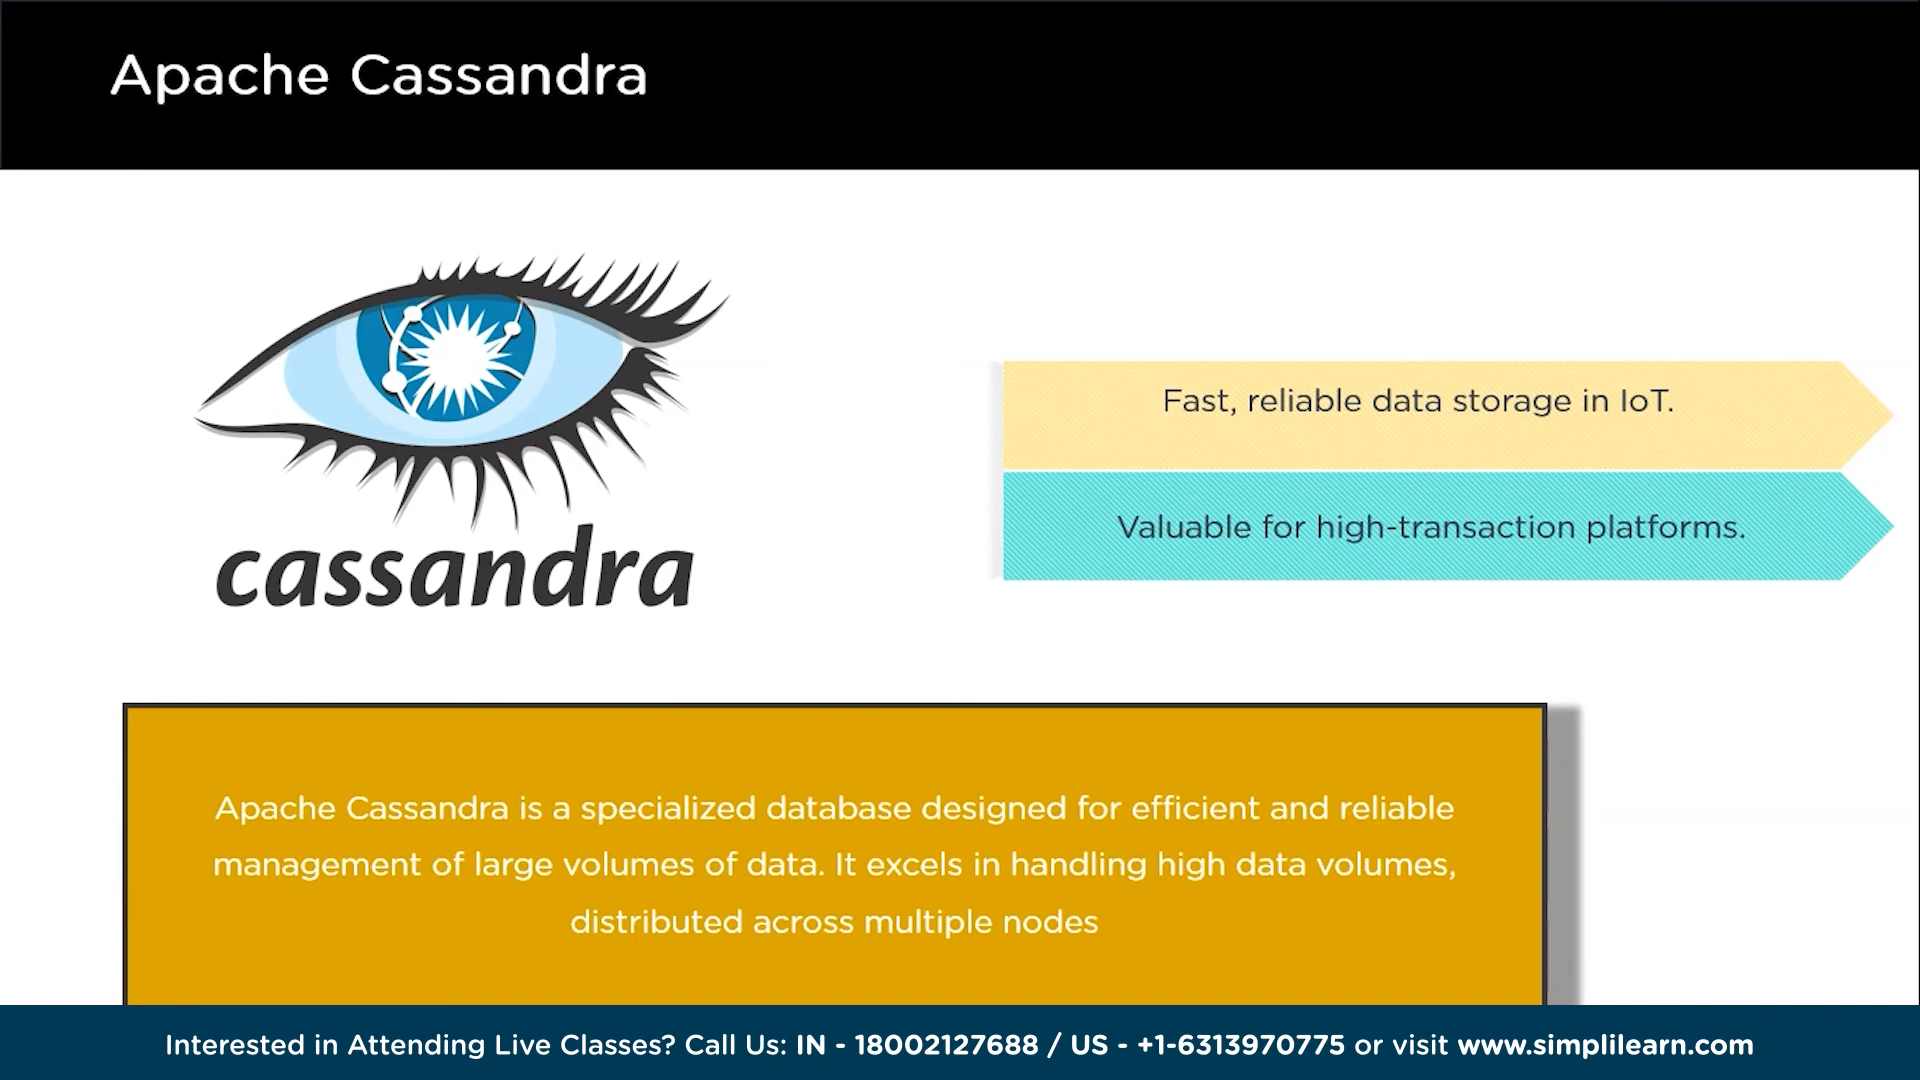 Apache Cassandra
cassandra
Fast, reliable data storage in IoT.
Valuable for high-transaction platforms.
Apache Cassandra is a specialized database designed for efficient and reliable
management of large volumes of data. It excels in handling high data volumes,
distributed across multiple nodes
Interested in Attending Live Classes? Call Us: IN - 18002127688 / US - +1-6313970775 or visit www.simplilearn.com